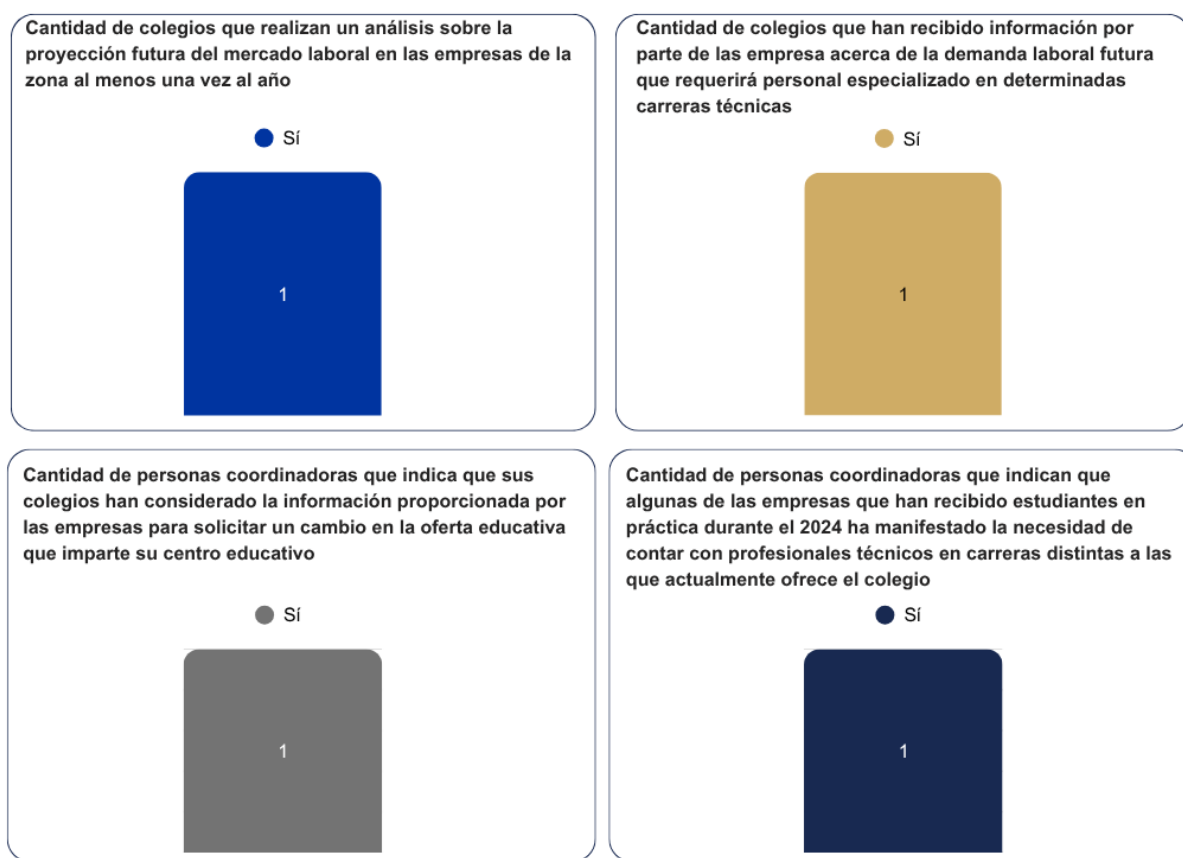 Cantidad de colegios que realizan un análisis sobre la
proyección futura del mercado laboral en las empresas de la
zona al menos una vez al año
Sí
1
Cantidad de colegios que han recibido información por
parte de las empresa acerca de la demanda laboral futura
que requerirá personal especializado en determinadas
carreras técnicas
Sí
1
Cantidad de personas coordinadoras que indica que sus
colegios han considerado la información proporcionada por
las empresas para solicitar un cambio en la oferta educativa
que imparte su centro educativo
Sí
1
Cantidad de personas coordinadoras que indican que
algunas de las empresas que han recibido estudiantes en
práctica durante el 2024 ha manifestado la necesidad de
contar con profesionales técnicos en carreras distintas a las
que actualmente ofrece el colegio
Sí
1